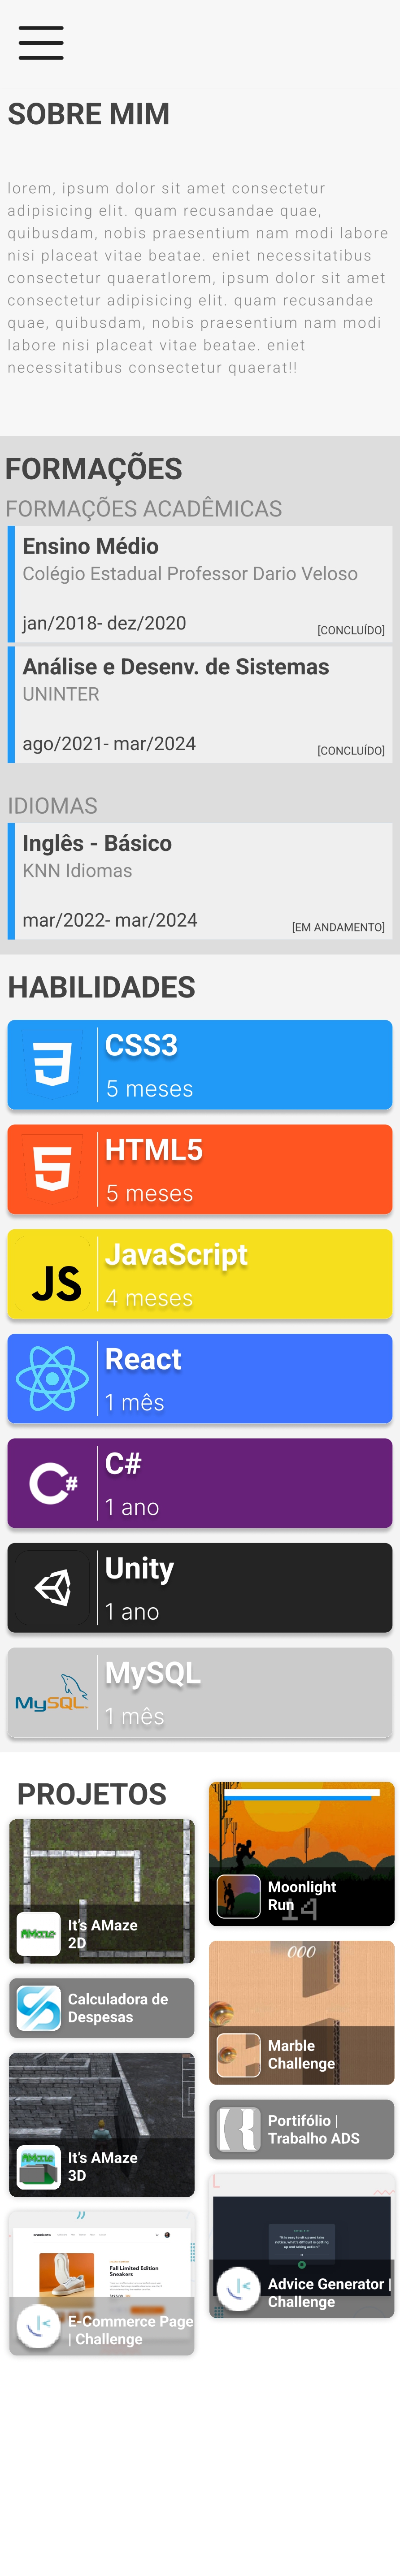 SOBRE MIM
lorem, ipsum dolor sit amet consectetur
adipisicing elit. quam recusandae quae,
quibusdam, nobis praesentium nam modi labore
nisi placeat vitae beatae. eniet necessitatibus
consectetur quaeratlorem, ipsum dolor sit amet
consectetur adipisicing elit. quam recusandae
quae, quibusdam, nobis praesentium nam modi
labore nisi placeat vitae beatae. eniet
necessitatibus consectetur quaerat!!
FORMAÇÕES
FORMAÇÕES ACADÊMICAS
Ensino Médio
Colégio Estadual Professor Dario Veloso
jan/2018- dez/2020
[CONCLUÍDO]
Análise e Desenv. de Sistemas
UNINTER
ago/2021- mar/2024
[CONCLUÍDO]
IDIOMAS
Inglês - Básico
KNN Idiomas
mar/2022- mar/2024
[EM ANDAMENTO]
HABILIDADES
CSS3
5 meses
HTML5
5 meses
JS
JavaScript
4 meses
React
1 mês
C#
C#
1 ano
Unity
1 ano
MySQL
MySQL
1 mês
PROJETOS
It's AMaze
2D
Calculadora de
Despesas
It's AMaze
3D
Fall Limited Edition
Sneakers
E-Commerce Page
| Challenge
Moonlight
Run
14
000
Marble
Challenge
Portifólio |
Trabalho ADS
Advice Generator |
Challenge